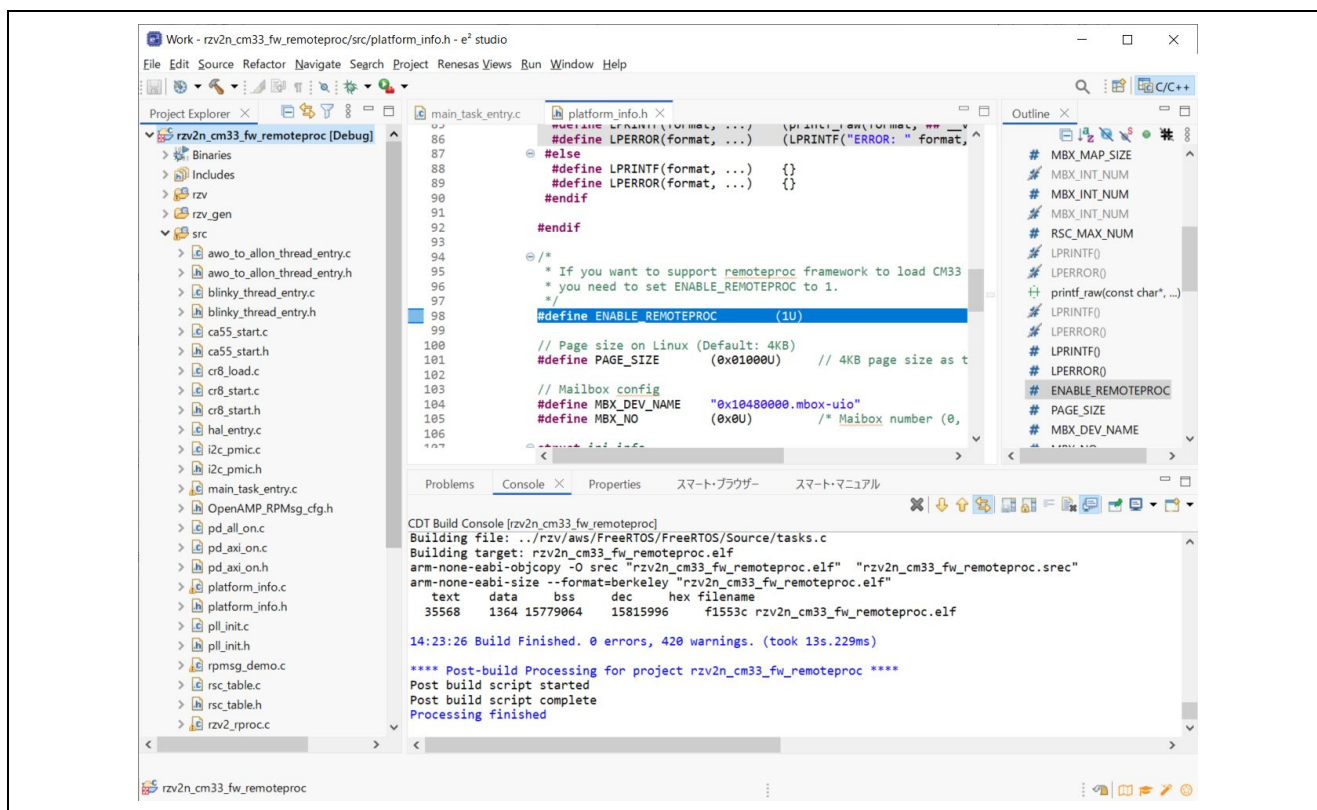 Work - rzv2n_cm33_fw_remoteproc/src/platform_info.h - e² studio
File Edit Source Refactor Navigate Search Project Renesas Views Run Window Help
C/C++
Project Explorer
rzv2n_cm33_fw_remoteproc [Debug]
Binaries
Includes
rzv
rzv_gen
src
awo_to_allon_thread_entry.c
awo_to_allon_thread_entry.h
blinky_thread_entry.c
blinky_thread_entry.h
ca55_start.c
ca55_start.h
cr8_load.c
cr8_start.c
cr8_start.h
hal_entry.c
i2c_pmic.c
i2c_pmic.h
main_task_entry.c
OpenAMP_RPMsg_cfg.h
pd_all_on.c
pd_axi_on.c
pd_axi_on.h
platform_info.c
platform_info.h
pll_init.c
pll_init.h
rpmsg_demo.c
rsc_table.c
rsc_table.h
rzv2_rproc.c
main_task_entry.c platform_info.h
86 #define LPERROR(format, ...) (LPRINTF("ERROR: " format,
87 #else
88 #define LPRINTF(format, ...) {}
89 #define LPERROR(format, ...) {}
90 #endif
91
92 #endif
93
94 /*
95 * If you want to support remoteproc framework to load CM33
96 * you need to set ENABLE_REMOTEPROC to 1.
97 */
98 #define ENABLE_REMOTEPROC (1U)
99
100 // Page size on Linux (Default: 4KB)
101 #define PAGE_SIZE (0x01000U) // 4KB page size as t
102
103 // Mailbox config
104 #define MBX_DEV_NAME "0x10480000.mbox-uio"
105 #define MBX_NO (0x0U) /* Maibox number (0,
106
Outline
MBX_MAP_SIZE
MBX_INT_NUM
MBX_INT_NUM
MBX_INT_NUM
RSC_MAX_NUM
LPRINTF()
LPERROR()
printf_raw(const char*, ...)
LPRINTF()
LPERROR()
LPRINTF()
LPERROR()
ENABLE_REMOTEPROC
PAGE_SIZE
MBX_DEV_NAME
Problems Console Properties スマート・ブラウザー スマート・マニュアル
CDT Build Console [rzv2n_cm33_fw_remoteproc]
Building file: ../rzv/aws/FreeRTOS/FreeRTOS/Source/tasks.c
Building target: rzv2n_cm33_fw_remoteproc.elf
arm-none-eabi-objcopy -O srec "rzv2n_cm33_fw_remoteproc.elf" "rzv2n_cm33_fw_remoteproc.srec"
arm-none-eabi-size --format=berkeley "rzv2n_cm33_fw_remoteproc.elf"
text data bss dec hex filename
35568 1364 15779064 15815996 f1553c rzv2n_cm33_fw_remoteproc.elf
14:23:26 Build Finished. 0 errors, 420 warnings. (took 13s.229ms)
**** Post-build Processing for project rzv2n_cm33_fw_remoteproc ****
Post build script started
Post build script complete
Processing finished
rzv2n_cm33_fw_remoteproc